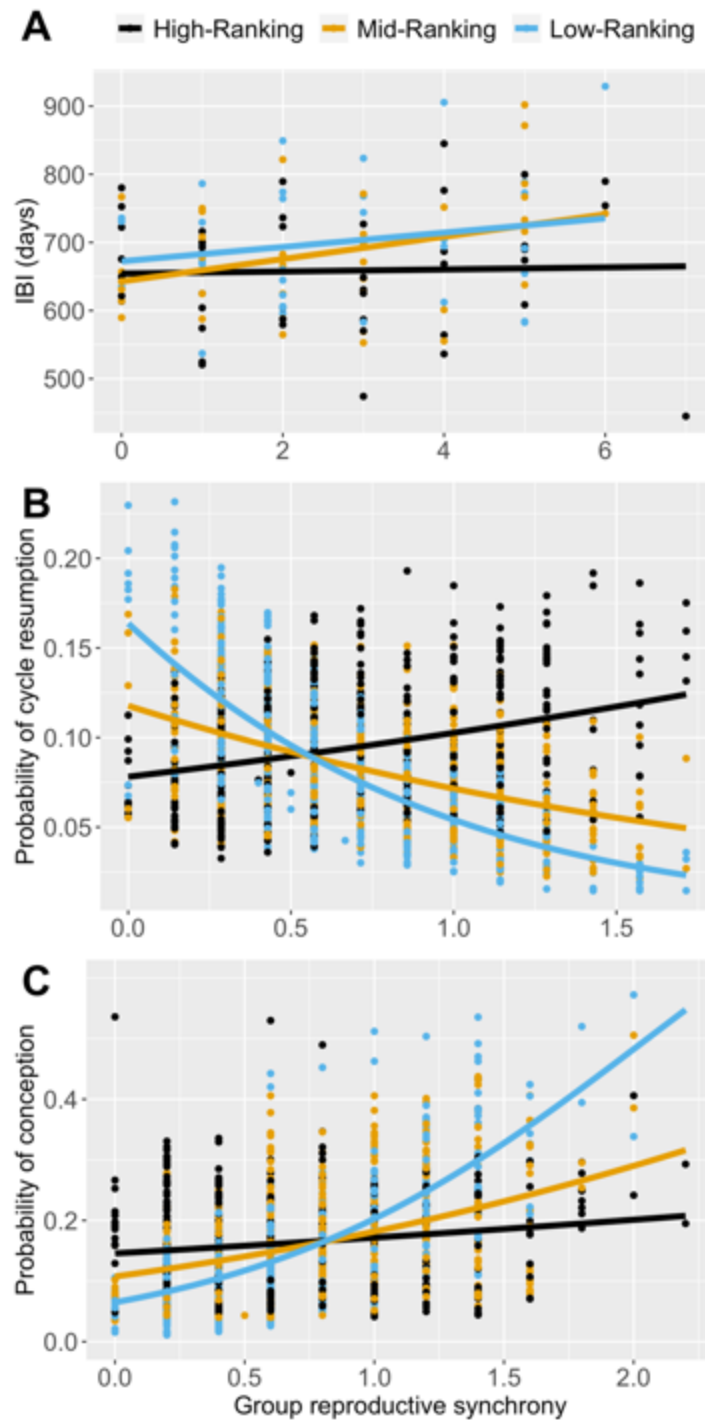 A
High-Ranking Mid-Ranking Low-Ranking
IBI (days)
900
800
700
600
500
0 2 4 6
B
Probability of cycle resumption
0.20
0.15
0.10
0.05
0.0 0.5 1.0 1.5
C
Probability of conception
0.4
0.2
0.0
0.0 0.5 1.0 1.5 2.0
Group reproductive synchrony